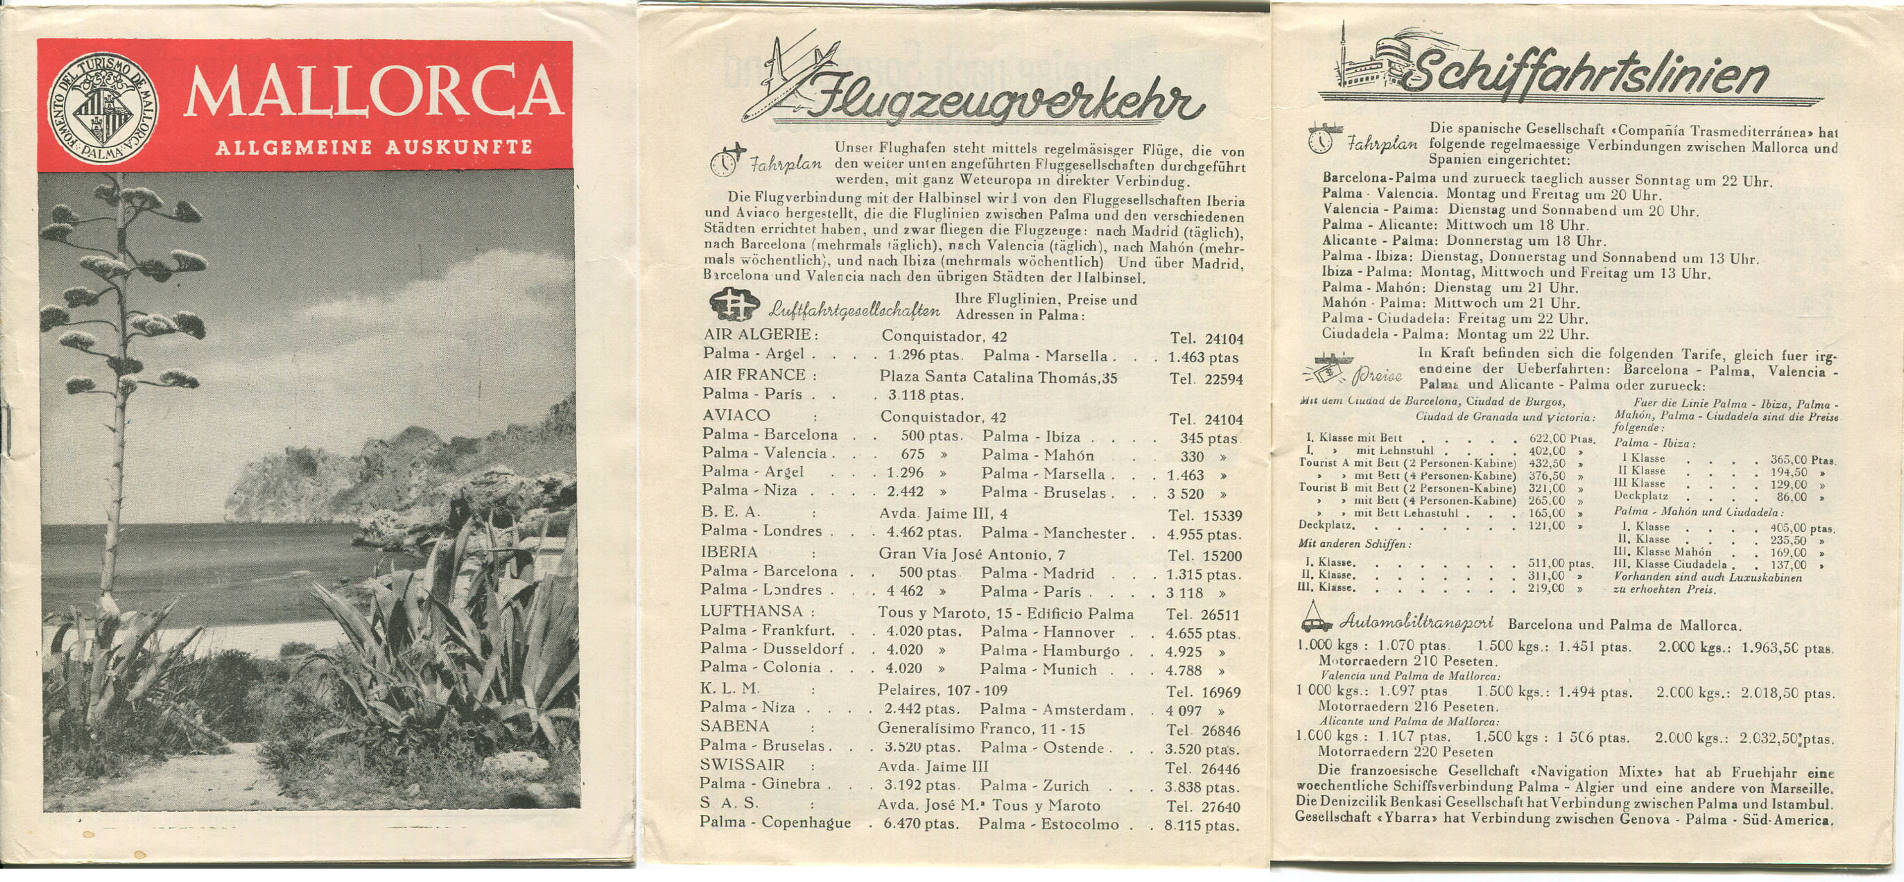 FOMENTO DEL TURISMO DE MALLORCA
· PALMA ·
MALLORCA
ALLGEMEINE AUSKÜNFTE
Flugzeugverkehr
Fahrplan
Unser Flughafen steht mittels regelmäsisger Flüge, die von
den weiter unten angeführten Fluggesellschaften durchgeführt
werden, mit ganz Weteuropa in direkter Verbindug.
Die Flugverbindung mit der Halbinsel wird von den Fluggesellschaften Iberia
und Aviaco hergestellt, die die Fluglinien zwischen Palma und den verschiedenen
Städten errichtet haben, und zwar fliegen die Flugzeuge: nach Madrid (täglich),
nach Barcelona (mehrmals täglich), nach Valencia (täglich), nach Mahón (mehr-
mals wöchentlich), und nach Ibiza (mehrmals wöchentlich) Und über Madrid,
Barcelona und Valencia nach den übrigen Städten der Halbinsel.
Luftfahrtgesellschaften
Ihre Fluglinien, Preise und
Adressen in Palma:
AIR ALGERIE: Conquistador, 42 Tel. 24104
Palma - Argel . . . . 1.296 ptas. Palma - Marsella . . . 1.463 ptas
AIR FRANCE : Plaza Santa Catalina Thomás,35 Tel. 22594
Palma - París . . . 3.118 ptas.
AVIACO : Conquistador, 42 Tel. 24104
Palma - Barcelona . . 500 ptas. Palma - Ibiza . . . . 345 ptas
Palma - Valencia . . . 675 » Palma - Mahón . . . 330 »
Palma - Argel . . . 1.296 » Palma - Marsella . . . 1.463 »
Palma - Niza . . . . 2.442 » Palma - Bruselas . . . 3 520 »
B. E. A. : Avda. Jaime III, 4 Tel. 15339
Palma - Londres . . . 4.462 ptas. Palma - Manchester . . 4.955 ptas.
IBERIA : Gran Vía José Antonio, 7 Tel. 15200
Palma - Barcelona . . 500 ptas Palma - Madrid . . . 1.315 ptas.
Palma - Londres . . . 4 462 » Palma - París . . . . 3 118 »
LUFTHANSA : Tous y Maroto, 15 - Edificio Palma Tel. 26511
Palma - Frankfurt. . . 4.020 ptas. Palma - Hannover . . 4.655 ptas.
Palma - Dusseldorf . . 4.020 » Palma - Hamburgo . . 4.925 »
Palma - Colonia . . . 4.020 » Palma - Munich . . . 4.788 »
K. L. M. : Pelaires, 107 - 109 Tel. 16969
Palma - Niza . . . . 2.442 ptas. Palma - Amsterdam . . 4 097 »
SABENA : Generalísimo Franco, 11 - 15 Tel. 26846
Palma - Bruselas . . . 3.520 ptas. Palma - Ostende . . . 3.520 ptas.
SWISSAIR : Avda. Jaime III Tel. 26446
Palma - Ginebra . . . 3.192 ptas. Palma - Zurich . . . 3.838 ptas.
S A. S. : Avda. José M.ª Tous y Maroto Tel. 27640
Palma - Copenhague . 6.470 ptas. Palma - Estocolmo . . 8.115 ptas.
Schiffahrtslinien
Fahrplan
Die spanische Gesellschaft «Compañía Trasmediterránea» hat
folgende regelmaessige Verbindungen zwischen Mallorca und
Spanien eingerichtet:
Barcelona-Palma und zurueck taeglich ausser Sonntag um 22 Uhr.
Palma - Valencia. Montag und Freitag um 20 Uhr.
Valencia - Palma: Dienstag und Sonnabend um 20 Uhr.
Palma - Alicante: Mittwoch um 18 Uhr.
Alicante - Palma: Donnerstag um 18 Uhr.
Palma - Ibiza: Dienstag, Donnerstag und Sonnabend um 13 Uhr.
Ibiza - Palma: Montag, Mittwoch und Freitag um 13 Uhr.
Palma - Mahón: Dienstag um 21 Uhr.
Mahón - Palma: Mittwoch um 21 Uhr.
Palma - Ciudadela: Freitag um 22 Uhr.
Ciudadela - Palma: Montag um 22 Uhr.
Preise
In Kraft befinden sich die folgenden Tarife, gleich fuer irg-
endeine der Ueberfahrten: Barcelona - Palma, Valencia -
Palma und Alicante - Palma oder zurueck:
Mit dem Ciudad de Barcelona, Ciudad de Burgos,
Ciudad de Granada und Victoria:
I. Klasse mit Bett . . . . . 622,00 Ptas.
I. » mit Lehnstuhl . . . . 402,00 »
Tourist A mit Bett (2 Personen-Kabine) 432,50 »
» » mit Bett (4 Personen-Kabine) 376,50 »
Tourist B mit Bett (2 Personen-Kabine) 321,00 »
» » mit Bett (4 Personen-Kabine) 265,00 »
» » mit Bett Lehnstuhl . . . 165,00 »
Deckplatz. . . . . . . 121,00 »
Mit anderen Schiffen:
I. Klasse. . . . . . . 511,00 ptas.
II. Klasse. . . . . . . 311,00 »
III. Klasse. . . . . . . 219,00 »
Fuer die Linie Palma - Ibiza, Palma -
Mahón, Palma - Ciudadela sind die Preise
folgende:
Palma - Ibiza:
I Klasse . . . . 365,00 Ptas.
II Klasse . . . . 194,50 »
III Klasse . . . . 129,00 »
Deckplatz . . . . 86,00 »
Palma - Mahón und Ciudadela:
I. Klasse . . . . 405,00 ptas.
II. Klasse . . . . 235,50 »
III. Klasse Mahón . . 169,00 »
III. Klasse Ciudadela . . 137,00 »
Vorhanden sind auch Luxuskabinen
zu erhoehten Preis.
Automobiltransport Barcelona und Palma de Mallorca.
1.000 kgs : 1.070 ptas. 1.500 kgs.: 1.451 ptas. 2.000 kgs.: 1.963,50 ptas.
Motorraedern 210 Peseten.
Valencia und Palma de Mallorca:
1 000 kgs.: 1.097 ptas 1.500 kgs.: 1.494 ptas. 2.000 kgs.: 2.018,50 ptas.
Motorraedern 216 Peseten.
Alicante und Palma de Mallorca:
1.000 kgs.: 1.107 ptas. 1.500 kgs : 1 506 ptas. 2.000 kgs.: 2.032,50 ptas.
Motorraedern 220 Peseten
Die franzoesische Gesellchaft «Navigation Mixte» hat ab Fruehjahr eine
woechentliche Schiffsverbindung Palma - Algier und eine andere von Marseille.
Die Denizcilik Benkasi Gesellschaft hat Verbindung zwischen Palma und Istambul.
Gesellschaft «Ybarra» hat Verbindung zwischen Genova - Palma - Süd-America.